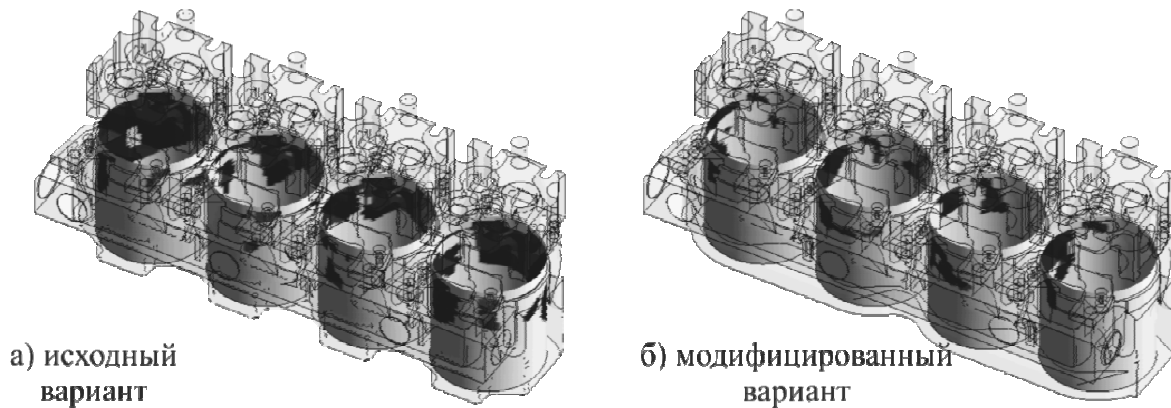 а) исходный
вариант
б) модифицированный
вариант